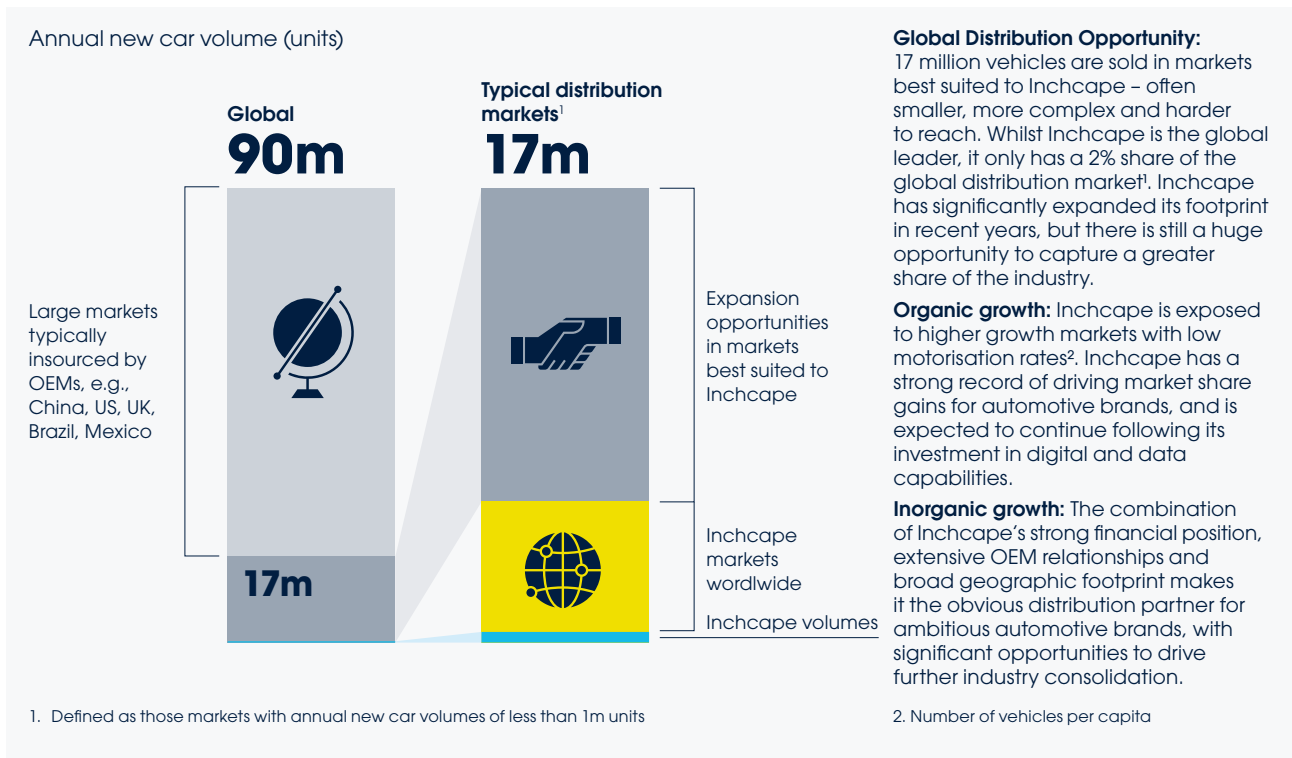 Annual new car volume (units)
Global
90m
Typical distribution
markets¹
17m
Large markets
typically
insourced by
OEMs, e.g.,
China, US, UK,
Brazil, Mexico
17m
Expansion
opportunities
in markets
best suited to
Inchcape
Inchcape
markets
wordlwide
Inchcape volumes
Global Distribution Opportunity:
17 million vehicles are sold in markets
best suited to Inchcape – often
smaller, more complex and harder
to reach. Whilst Inchcape is the global
leader, it only has a 2% share of the
global distribution market¹. Inchcape
has significantly expanded its footprint
in recent years, but there is still a huge
opportunity to capture a greater
share of the industry.
Organic growth: Inchcape is exposed
to higher growth markets with low
motorisation rates². Inchcape has a
strong record of driving market share
gains for automotive brands, and is
expected to continue following its
investment in digital and data
capabilities.
Inorganic growth: The combination
of Inchcape's strong financial position,
extensive OEM relationships and
broad geographic footprint makes
it the obvious distribution partner for
ambitious automotive brands, with
significant opportunities to drive
further industry consolidation.
1. Defined as those markets with annual new car volumes of less than 1m units
2. Number of vehicles per capita